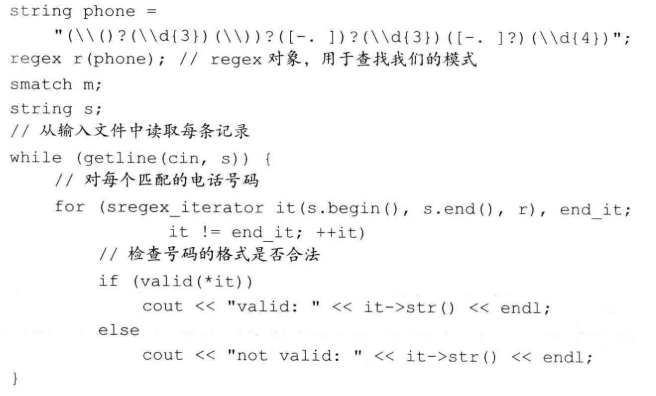 string phone =
    "(\\()?(\\d{3})(\\))?([-. ])?(\\d{3})([-. ]?)(\\d{4})";
regex r(phone); // regex 对象，用于查找我们的模式
smatch m;
string s;
// 从输入文件中读取每条记录
while (getline(cin, s)) {
    // 对每个匹配的电话号码
    for (sregex_iterator it(s.begin(), s.end(), r), end_it;
              it != end_it; ++it)
        // 检查号码的格式是否合法
        if (valid(*it))
            cout << "valid: " << it->str() << endl;
        else
            cout << "not valid: " << it->str() << endl;
}